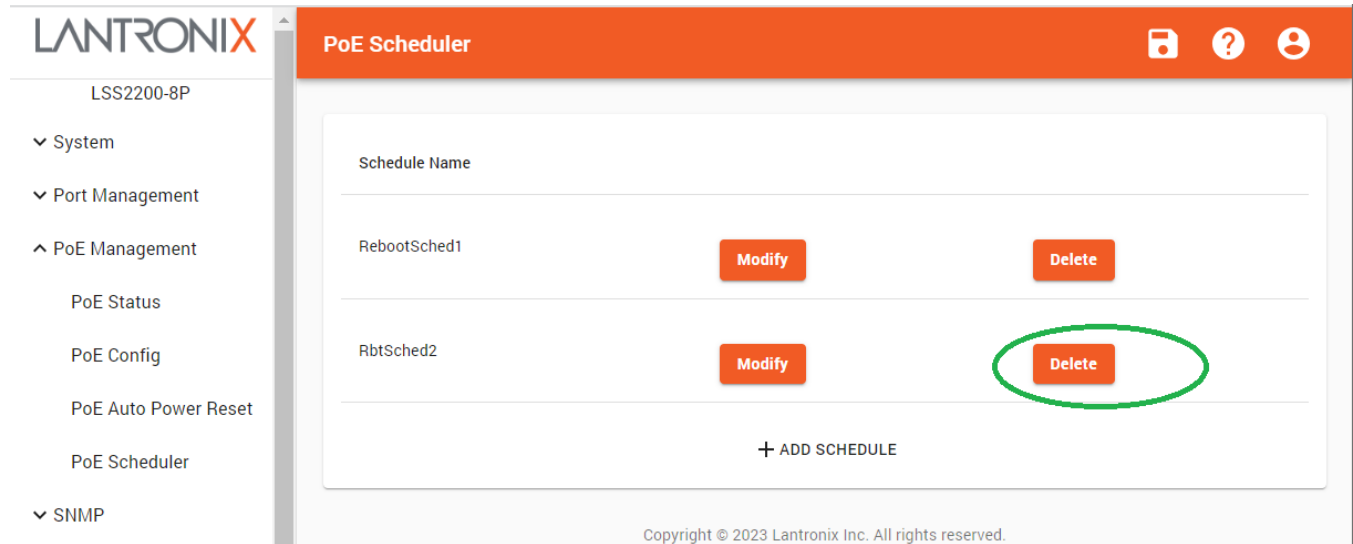 LANTRONIX
LSS2200-8P
System
Port Management
PoE Management
PoE Status
PoE Config
PoE Auto Power Reset
PoE Scheduler
SNMP
PoE Scheduler
Schedule Name
RebootSched1 Modify Delete
RbtSched2 Modify Delete
+ ADD SCHEDULE
Copyright © 2023 Lantronix Inc. All rights reserved.